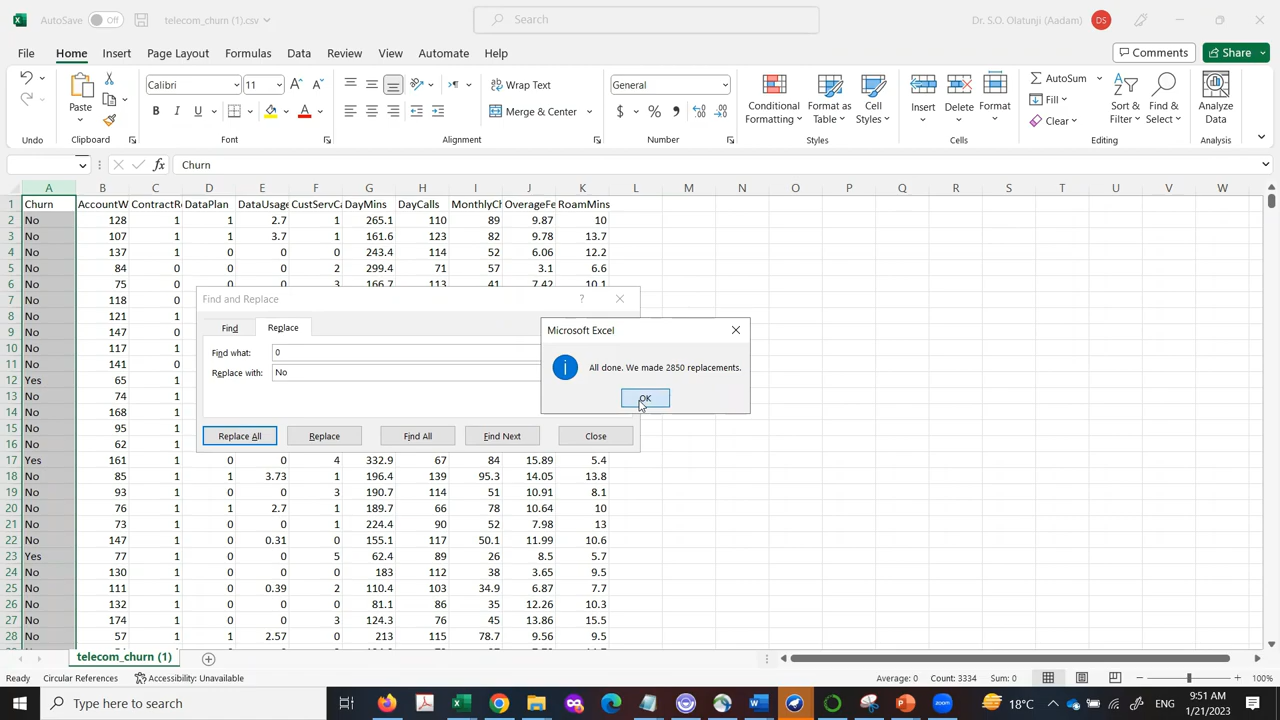 AutoSave Off telecom_churn (1).csv Search Dr. S.O. Olatunji (Aadam) DS
File Home Insert Page Layout Formulas Data Review View Automate Help Comments Share
Paste Calibri 11 Wrap Text General AutoSum
Merge & Center Conditional Formatting Format as Table Cell Styles Insert Delete Format Fill Clear Sort & Filter Find & Select Analyze Data
Undo Clipboard Font Alignment Number Styles Cells Editing Analysis
fx Churn
A B C D E F G H I J K L M N O P Q R S T U V W
1 Churn AccountW ContractRe DataPlan DataUsage CustServCa DayMins DayCalls MonthlyCh OverageFe RoamMins
2 No 128 1 1 2.7 1 265.1 110 89 9.87 10
3 No 107 1 1 3.7 1 161.6 123 82 9.78 13.7
4 No 137 1 0 0 0 243.4 114 52 6.06 12.2
5 No 84 0 0 0 2 299.4 71 57 3.1 6.6
6 No 75 0 0 0 3 166.7 113 41 7.42 10.1
7 No 118 0
8 No 121 1
9 No 147 0
10 No 117 1
11 No 141 0
12 Yes 65 1
13 No 74 1
14 No 168 1
15 No 95 1
16 No 62 1
17 Yes 161 1 0 0 4 332.9 67 84 15.89 5.4
18 No 85 1 1 3.73 1 196.4 139 95.3 14.05 13.8
19 No 93 1 0 0 3 190.7 114 51 10.91 8.1
20 No 76 1 1 2.7 1 189.7 66 78 10.64 10
21 No 73 1 0 0 1 224.4 90 52 7.98 13
22 No 147 1 0 0.31 0 155.1 117 50.1 11.99 10.6
23 Yes 77 1 0 0 5 62.4 89 26 8.5 5.7
24 No 130 1 0 0 0 183 112 38 3.65 9.5
25 No 111 1 0 0.39 2 110.4 103 34.9 6.87 7.7
26 No 132 1 0 0 0 81.1 86 35 12.26 10.3
27 No 174 1 0 0 3 124.3 76 45 13.86 15.5
28 No 57 1 1 2.57 0 213 115 78.7 9.56 9.5
Find and Replace ?
Find Replace
Find what: 0
Replace with: No
Replace All Replace Find All Find Next Close
Microsoft Excel
All done. We made 2850 replacements.
OK
telecom_churn (1)
Ready Circular References Accessibility: Unavailable Average: 0 Count: 3334 Sum: 0 100%
Type here to search 18°C ENG 9:51 AM
1/21/2023